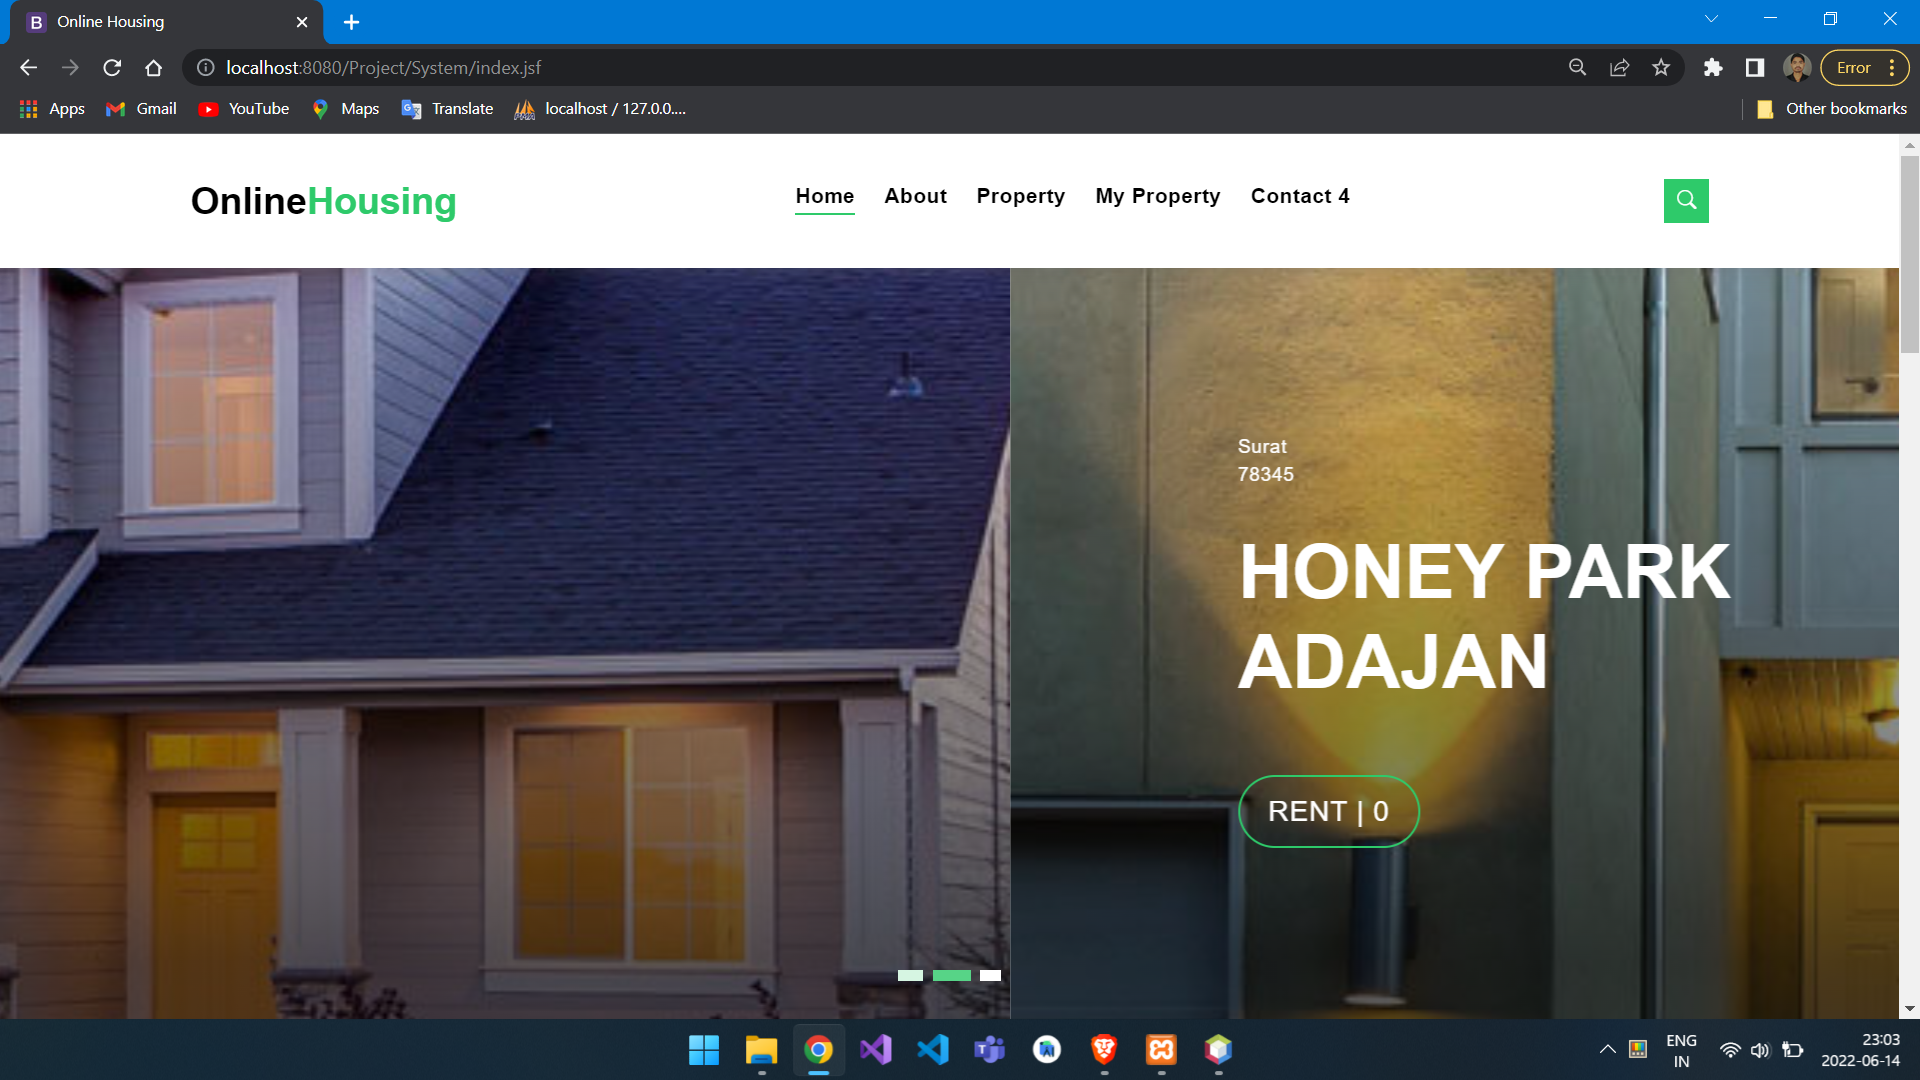 Online Housing
localhost:8080/Project/System/index.jsf
Error
Apps Gmail YouTube Maps Translate localhost / 127.0.0.... Other bookmarks
OnlineHousing
Home About Property My Property Contact 4
Surat
78345
HONEY PARK
ADAJAN
RENT | 0
ENG
IN
23:03
2022-06-14